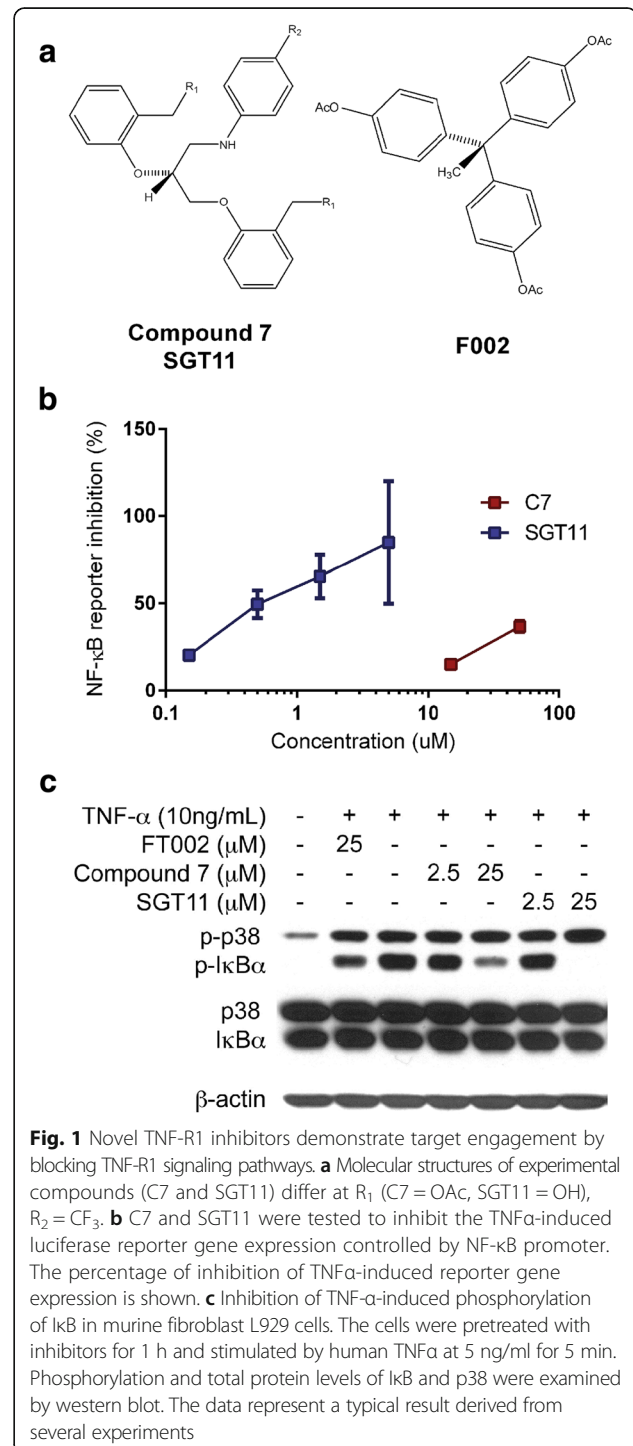 a
R₂
R₁
NH
O
H
O
R₁
Compound 7
SGT11
OAc
AcO
H₃C
OAc
F002
b
NF-κB reporter inhibition (%)
150
100
50
0
0.1 1 10 100
Concentration (uM)
C7
SGT11
c
TNF-α (10ng/mL) - + + + + + +
FT002 (μM) - 25 - - - - -
Compound 7 (μM) - - - 2.5 25 - -
SGT11 (μM) - - - - - 2.5 25
p-p38
p-IκBα
p38
IκBα
β-actin
Fig. 1 Novel TNF-R1 inhibitors demonstrate target engagement by
blocking TNF-R1 signaling pathways. a Molecular structures of experimental
compounds (C7 and SGT11) differ at R₁ (C7 = OAc, SGT11 = OH),
R₂ = CF₃. b C7 and SGT11 were tested to inhibit the TNFα-induced
luciferase reporter gene expression controlled by NF-κB promoter.
The percentage of inhibition of TNFα-induced reporter gene
expression is shown. c Inhibition of TNF-α-induced phosphorylation
of IκB in murine fibroblast L929 cells. The cells were pretreated with
inhibitors for 1 h and stimulated by human TNFα at 5 ng/ml for 5 min.
Phosphorylation and total protein levels of IκB and p38 were examined
by western blot. The data represent a typical result derived from
several experiments